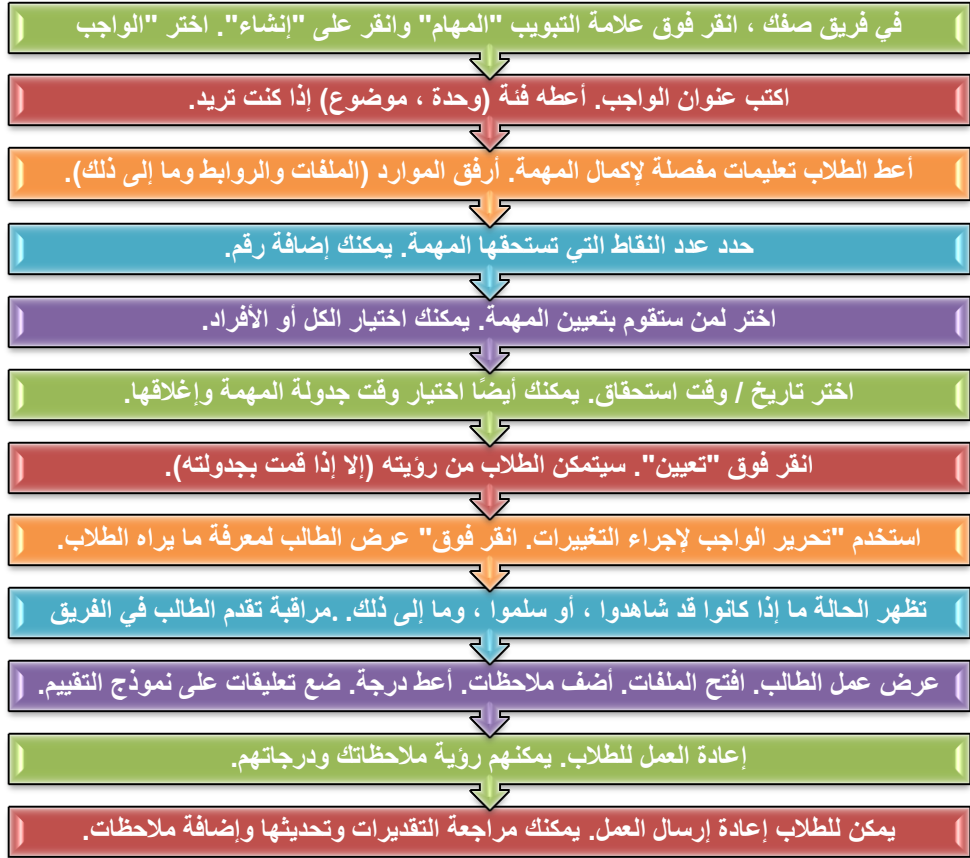 في فريق صفك ، انقر فوق علامة التبويب "المهام" وانقر على "إنشاء". اختر "الواجب
اكتب عنوان الواجب. أعطه فئة (وحدة ، موضوع) إذا كنت تريد.
أعط الطلاب تعليمات مفصلة لإكمال المهمة. أرفق الموارد (الملفات والروابط وما إلى ذلك).
حدد عدد النقاط التي تستحقها المهمة. يمكنك إضافة رقم.
اختر لمن ستقوم بتعيين المهمة. يمكنك اختيار الكل أو الأفراد.
اختر تاريخ / وقت استحقاق. يمكنك أيضًا اختيار وقت جدولة المهمة وإغلاقها.
انقر فوق "تعيين". سيتمكن الطلاب من رؤيته (إلا إذا قمت بجدولته).
استخدم "تحرير الواجب لإجراء التغييرات. انقر فوق" عرض الطالب لمعرفة ما يراه الطلاب.
تظهر الحالة ما إذا كانوا قد شاهدوا ، أو سلموا ، وما إلى ذلك. .مراقبة تقدم الطالب في الفريق
عرض عمل الطالب. افتح الملفات. أضف ملاحظات. أعط درجة. ضع تعليقات على نموذج التقييم.
إعادة العمل للطلاب. يمكنهم رؤية ملاحظاتك ودرجاتهم.
يمكن للطلاب إعادة إرسال العمل. يمكنك مراجعة التقديرات وتحديثها وإضافة ملاحظات.